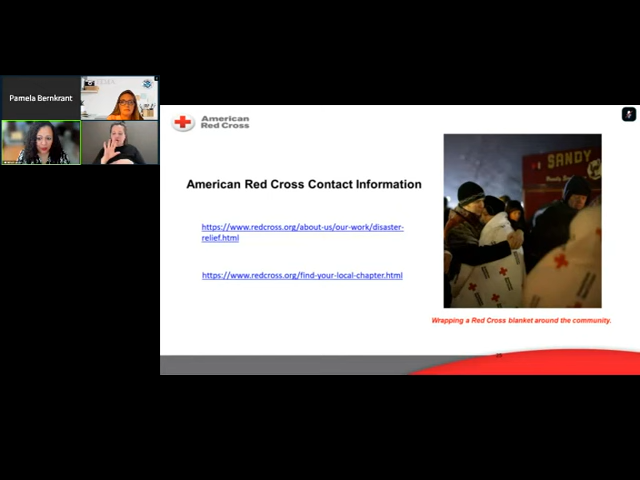 Pamela Bernkrant
American
Red Cross
American Red Cross Contact Information
https://www.redcross.org/about-us/our-work/disaster-
relief.html
https://www.redcross.org/find-your-local-chapter.html
SANDY
Wrapping a Red Cross blanket around the community.